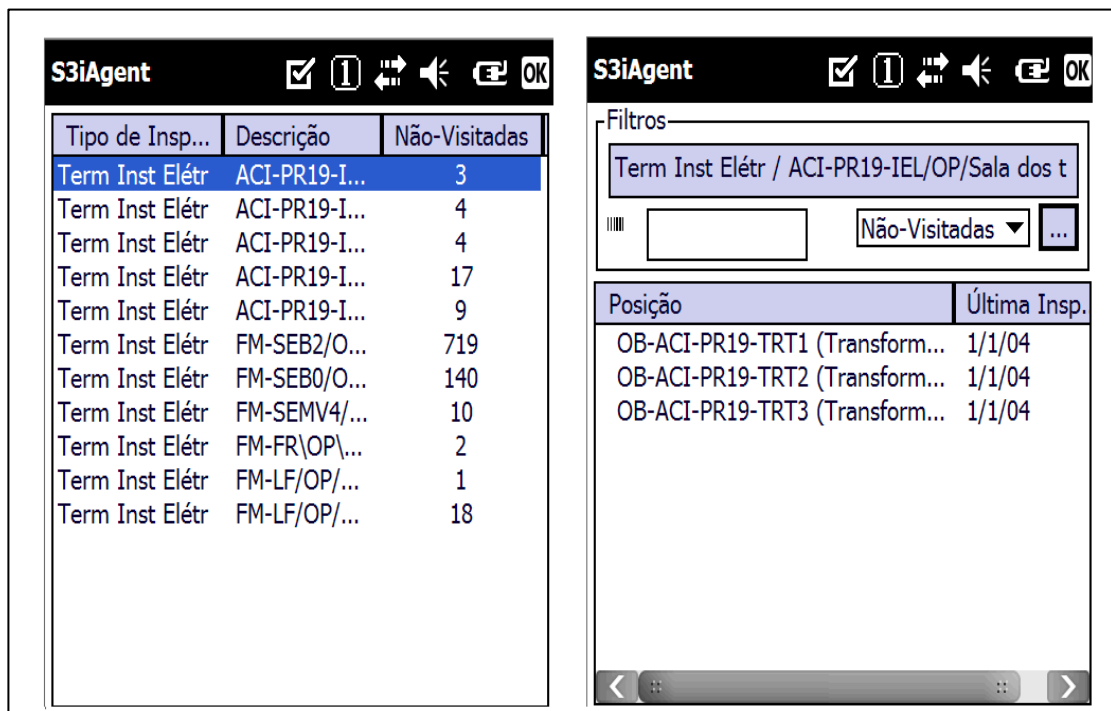 S3iAgent 1 OK
Tipo de Insp... Descrição Não-Visitadas
Term Inst Elétr ACI-PR19-I... 3
Term Inst Elétr ACI-PR19-I... 4
Term Inst Elétr ACI-PR19-I... 4
Term Inst Elétr ACI-PR19-I... 17
Term Inst Elétr ACI-PR19-I... 9
Term Inst Elétr FM-SEB2/O... 719
Term Inst Elétr FM-SEB0/O... 140
Term Inst Elétr FM-SEMV4/... 10
Term Inst Elétr FM-FR\OP\... 2
Term Inst Elétr FM-LF/OP/... 1
Term Inst Elétr FM-LF/OP/... 18
S3iAgent 1 OK
Filtros
Term Inst Elétr / ACI-PR19-IEL/OP/Sala dos t
Não-Visitadas ...
Posição Última Insp.
OB-ACI-PR19-TRT1 (Transform... 1/1/04
OB-ACI-PR19-TRT2 (Transform... 1/1/04
OB-ACI-PR19-TRT3 (Transform... 1/1/04